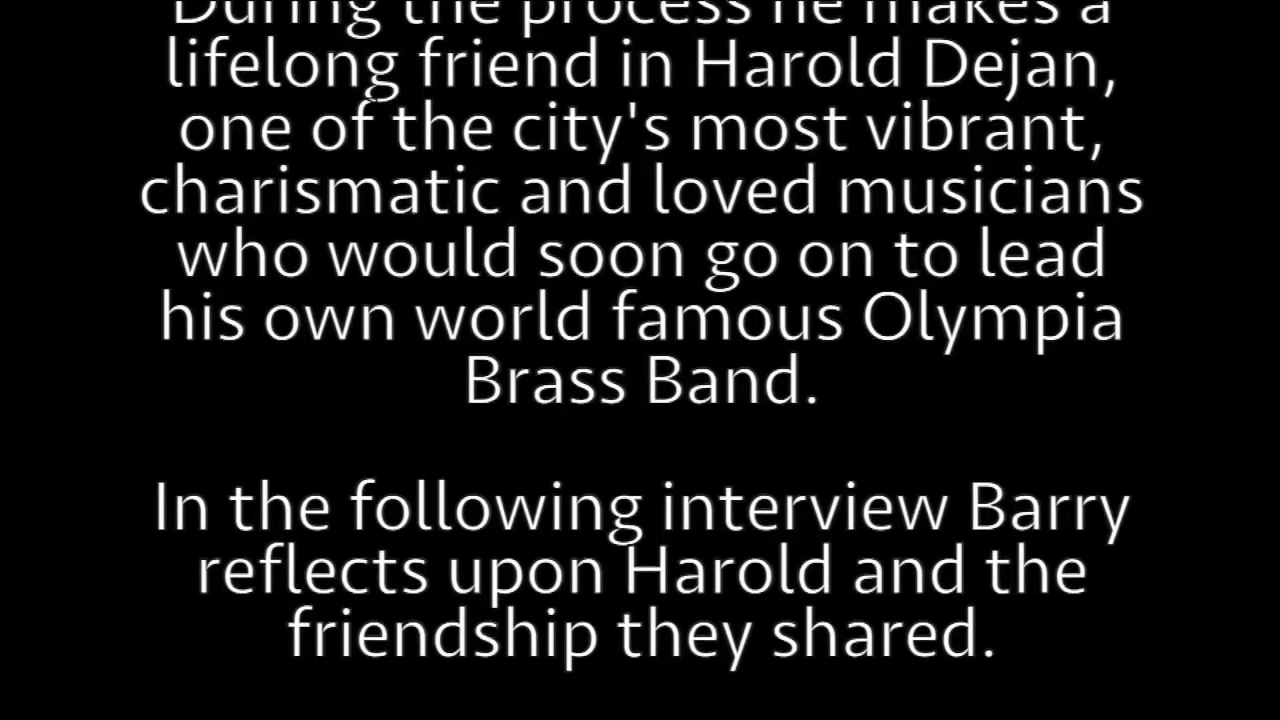 During the process he makes a
lifelong friend in Harold Dejan,
one of the city's most vibrant,
charismatic and loved musicians
who would soon go on to lead
his own world famous Olympia
Brass Band.
In the following interview Barry
reflects upon Harold and the
friendship they shared.